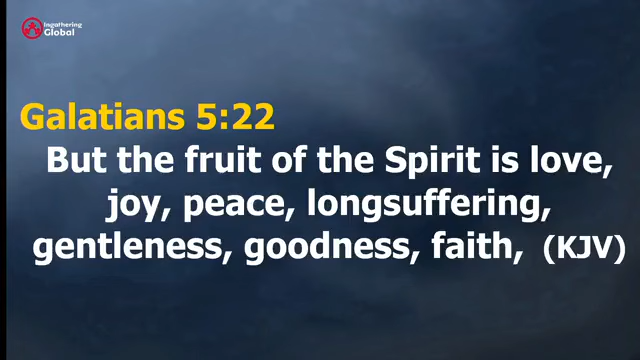 Ingathering
Global
Galatians 5:22
But the fruit of the Spirit is love,
joy, peace, longsuffering,
gentleness, goodness, faith, (KJV)